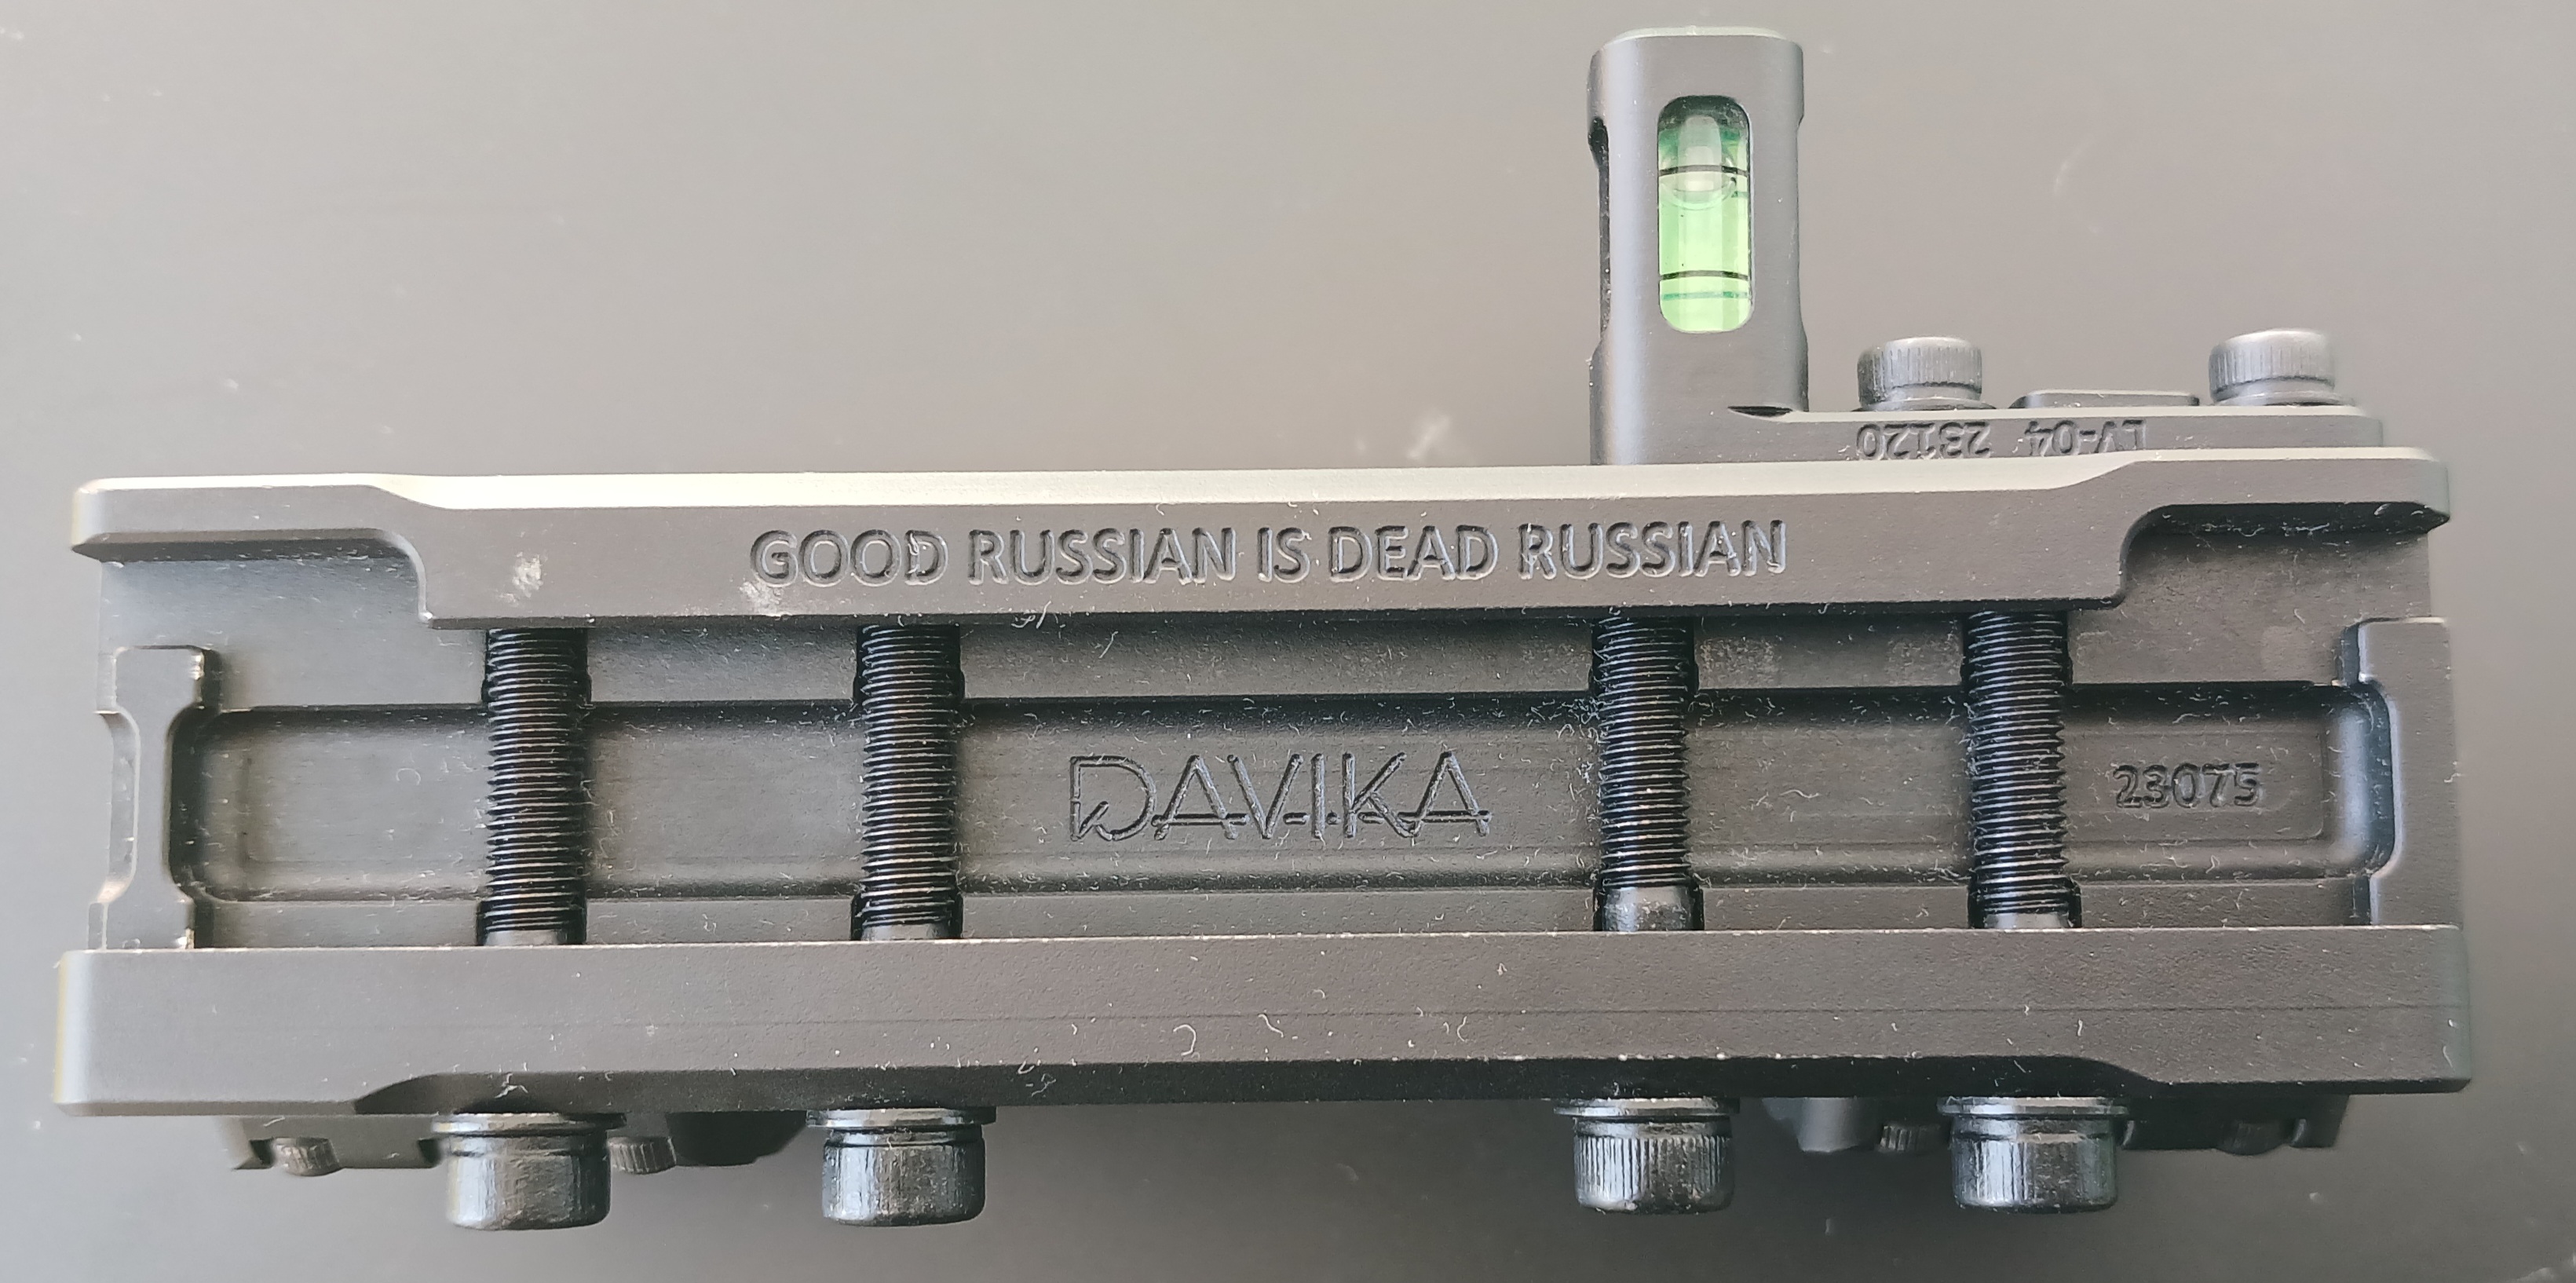 LV-04 23120
GOOD RUSSIAN IS DEAD RUSSIAN
DAVIKA
23075